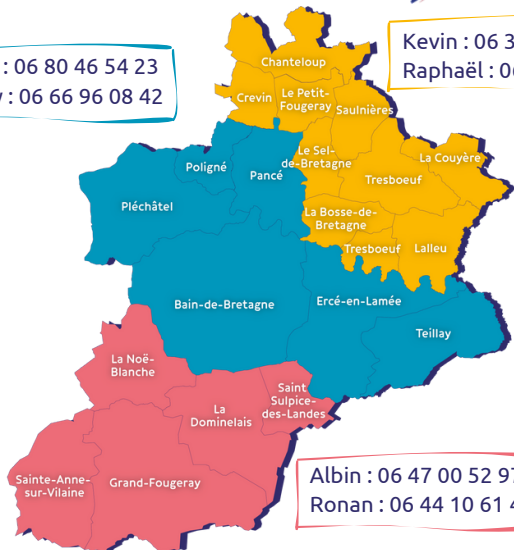 Kevin : 06 3
Raphaël : 06
: 06 80 46 54 23
: 06 66 96 08 42
Chanteloup
Crevin
Le Petit-
Fougeray
Saulnières
Le Sel-
de-Bretagne
La Couyère
Tresboeuf
Poligné
Pancé
Pléchâtel
La Bosse-de-
Bretagne
Tresboeuf
Lalleu
Bain-de-Bretagne
Ercé-en-Lamée
Teillay
La Noë-
Blanche
Saint
Sulpice-
des-Landes
La
Dominelais
Sainte-Anne-
sur-Vilaine
Grand-Fougeray
Albin : 06 47 00 52 97
Ronan : 06 44 10 61 4